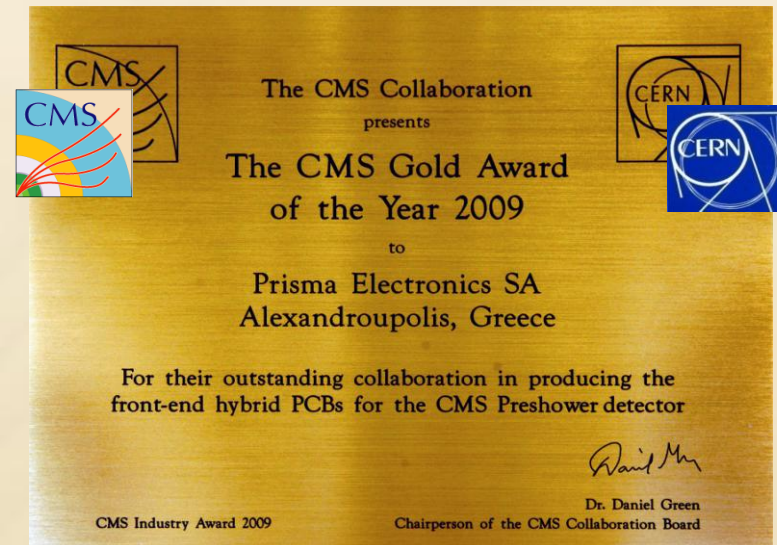 CMS
CMS
CERN
CERN
The CMS Collaboration
presents
The CMS Gold Award
of the Year 2009
to
Prisma Electronics SA
Alexandroupolis, Greece
For their outstanding collaboration in producing the
front-end hybrid PCBs for the CMS Preshower detector
Dr. Daniel Green
CMS Industry Award 2009
Chairperson of the CMS Collaboration Board